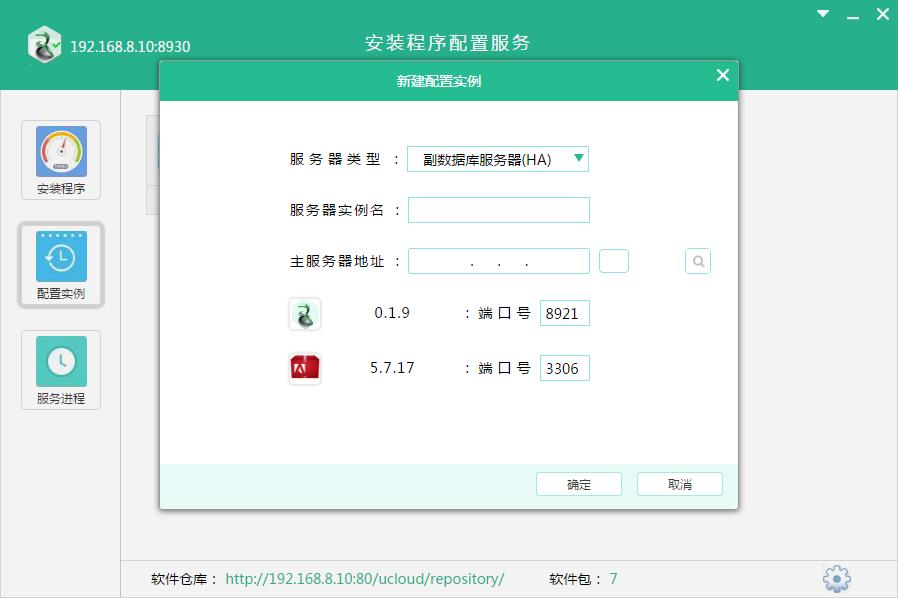 192.168.8.10:8930
安装程序配置服务
新建配置实例
安装程序
配置实例
服务进程
服务器类型 : 副数据库服务器(HA)
服务器实例名 :
主服务器地址 : . . .
0.1.9 : 端口号 8921
5.7.17 : 端口号 3306
确定 取消
软件仓库: http://192.168.8.10:80/ucloud/repository/ 软件包: 7